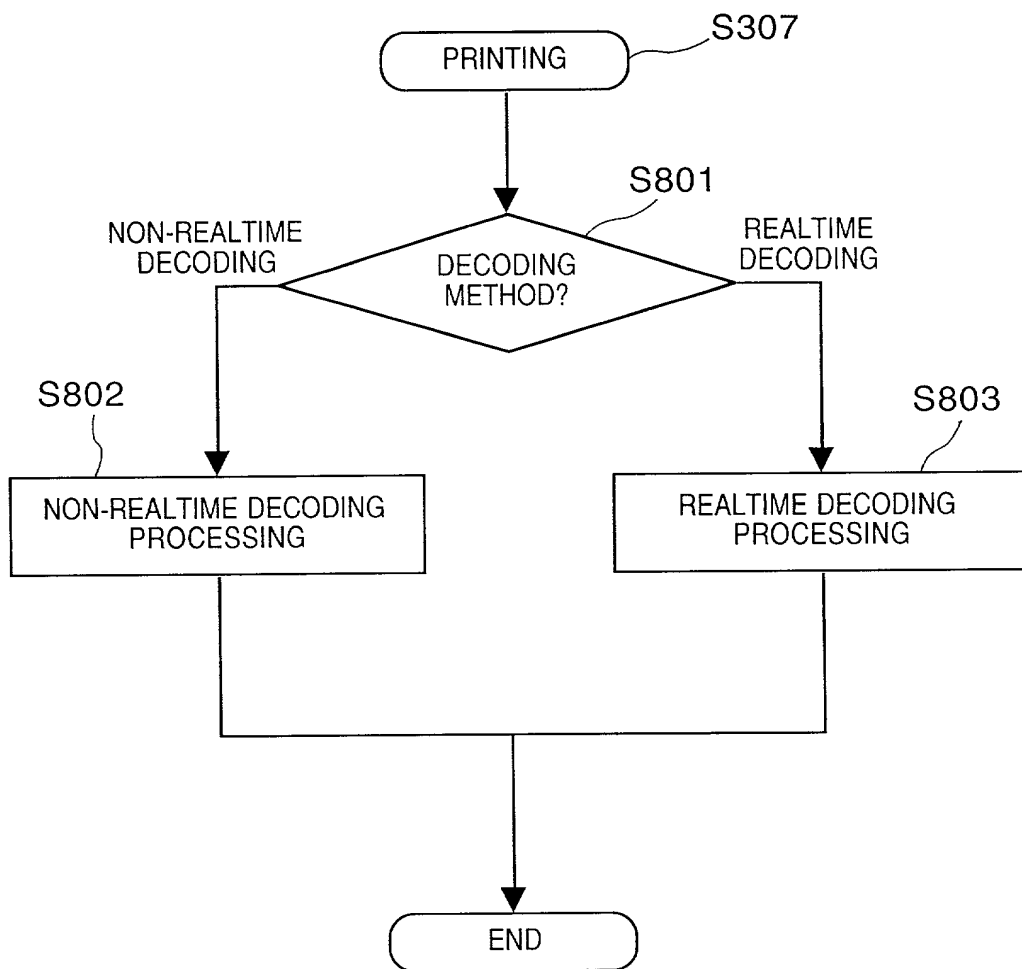 S307
PRINTING
S801
NON-REALTIME
DECODING
REALTIME
DECODING
DECODING
METHOD?
S802
S803
NON-REALTIME DECODING
PROCESSING
REALTIME DECODING
PROCESSING
END